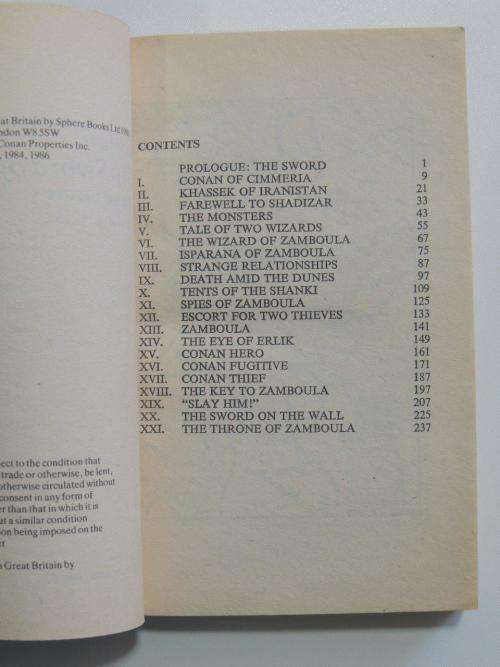 at Britain by Sphere Books Ltd
ndon W8 5SW
Conan Properties Inc.
, 1984, 1986
ect to the condition that
trade or otherwise, be lent,
otherwise circulated without
consent in any form of
er than that in which it is
ut a similar condition
on being imposed on the
er
Great Britain by
CONTENTS
PROLOGUE: THE SWORD 1
I. CONAN OF CIMMERIA 9
II. KHASSEK OF IRANISTAN 21
III. FAREWELL TO SHADIZAR 33
IV. THE MONSTERS 43
V. TALE OF TWO WIZARDS 55
VI. THE WIZARD OF ZAMBOULA 67
VII. ISPARANA OF ZAMBOULA 75
VIII. STRANGE RELATIONSHIPS 87
IX. DEATH AMID THE DUNES 97
X. TENTS OF THE SHANKI 109
XI. SPIES OF ZAMBOULA 125
XII. ESCORT FOR TWO THIEVES 133
XIII. ZAMBOULA 141
XIV. THE EYE OF ERLIK 149
XV. CONAN HERO 161
XVI. CONAN FUGITIVE 171
XVII. CONAN THIEF 187
XVIII. THE KEY TO ZAMBOULA 197
XIX. "SLAY HIM!" 207
XX. THE SWORD ON THE WALL 225
XXI. THE THRONE OF ZAMBOULA 237